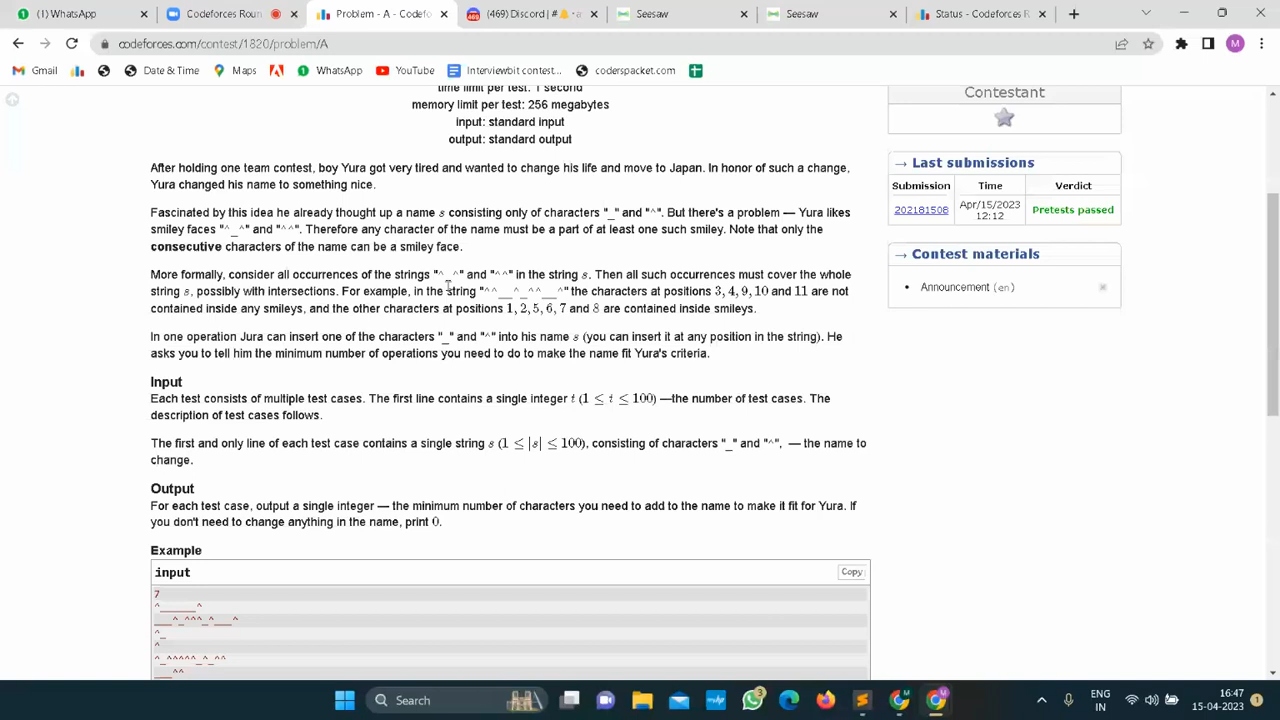 (1) WhatsApp
Codeforces Roun
Problem - A - Codefo
(469) Discord | #
Seesaw
Seesaw
Status - Codeforces R
codeforces.com/contest/1820/problem/A
M
Gmail
Date & Time
Maps
WhatsApp
YouTube
Interviewbit contest...
coderspacket.com
time limit per test: 1 second
memory limit per test: 256 megabytes
input: standard input
output: standard output
After holding one team contest, boy Yura got very tired and wanted to change his life and move to Japan. In honor of such a change,
Yura changed his name to something nice.
Fascinated by this idea he already thought up a name s consisting only of characters "_" and "^". But there's a problem — Yura likes
smiley faces "^_^" and "^^". Therefore any character of the name must be a part of at least one such smiley. Note that only the
consecutive characters of the name can be a smiley face.
More formally, consider all occurrences of the strings "^_^" and "^^" in the string s. Then all such occurrences must cover the whole
string s, possibly with intersections. For example, in the string "^^__^_^^__^" the characters at positions 3, 4, 9, 10 and 11 are not
contained inside any smileys, and the other characters at positions 1, 2, 5, 6, 7 and 8 are contained inside smileys.
In one operation Jura can insert one of the characters "_" and "^" into his name s (you can insert it at any position in the string). He
asks you to tell him the minimum number of operations you need to do to make the name fit Yura's criteria.
Input
Each test consists of multiple test cases. The first line contains a single integer t (1 ≤ t ≤ 100) —the number of test cases. The
description of test cases follows.
The first and only line of each test case contains a single string s (1 ≤ |s| ≤ 100), consisting of characters "_" and "^", — the name to
change.
Output
For each test case, output a single integer — the minimum number of characters you need to add to the name to make it fit for Yura. If
you don't need to change anything in the name, print 0.
Example
input
Copy
7
^______^
___^_^^^_^___^
^_
^
^_^^^^^_^_^^
___^^
Contestant
→ Last submissions
Submission Time Verdict
202181508 Apr/15/2023 12:12 Pretests passed
→ Contest materials
Announcement (en)
Search
3
ENG
IN
16:47
15-04-2023